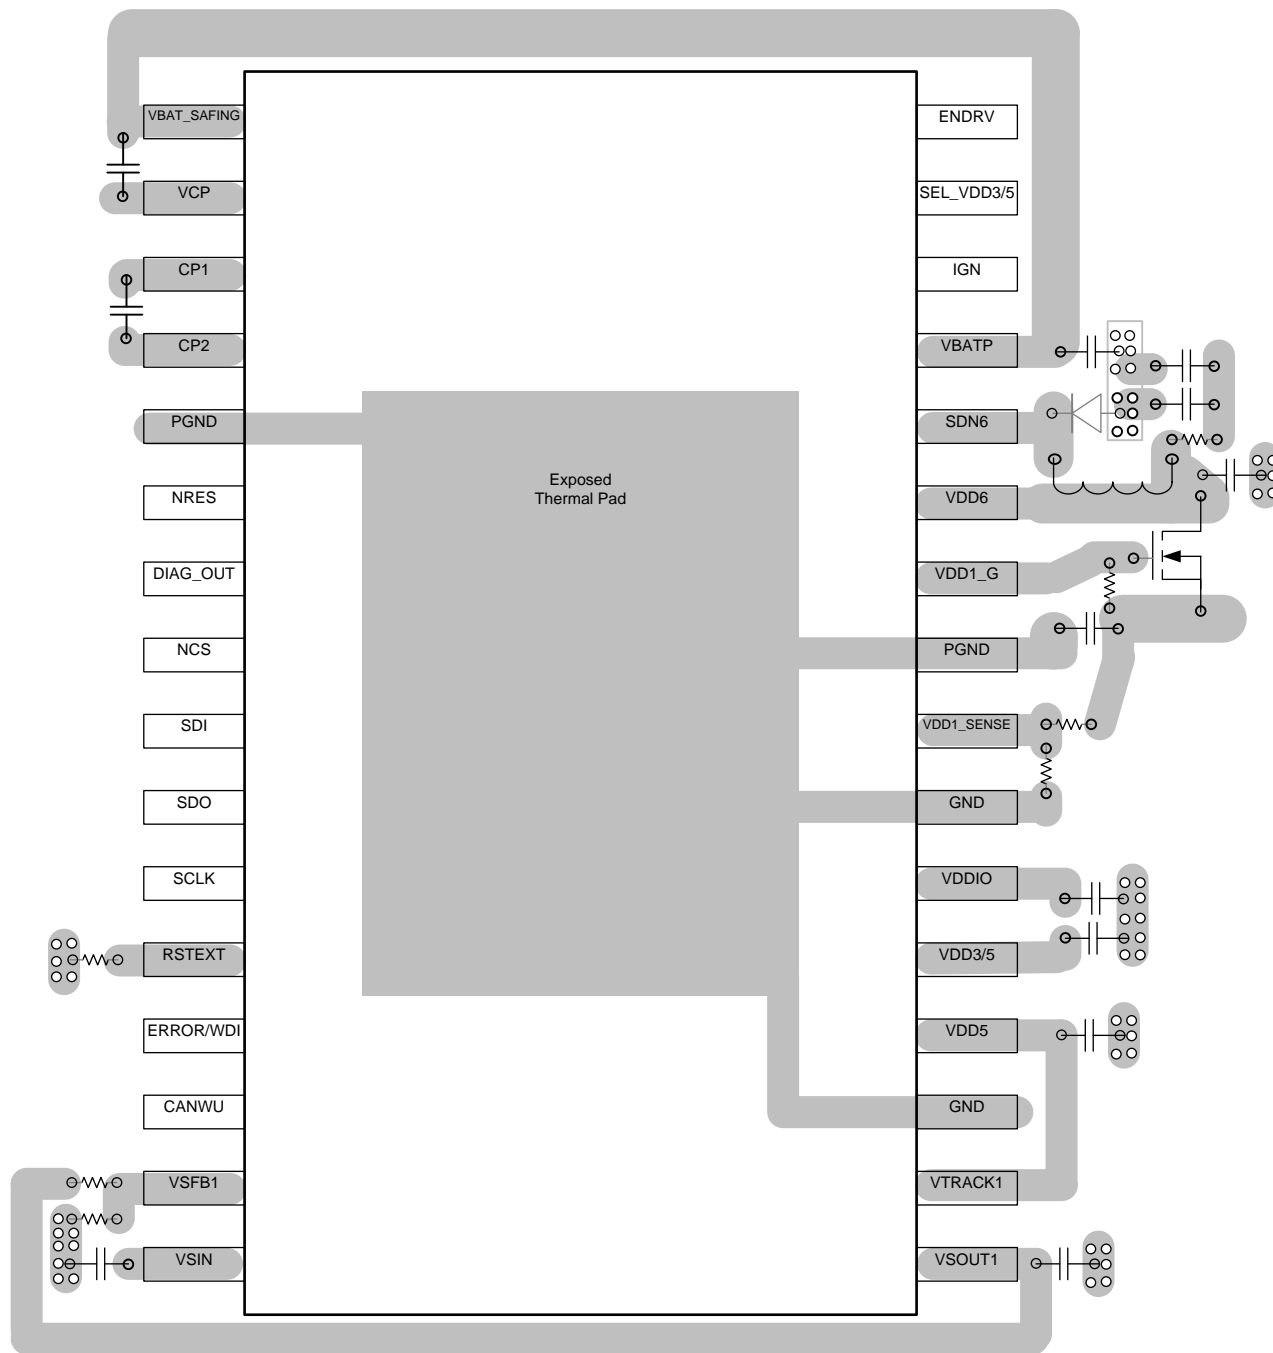 VBAT_SAFING
VCP
CP1
CP2
PGND
NRES
DIAG_OUT
NCS
SDI
SDO
SCLK
RSTEXT
ERROR/WDI
CANWU
VSFB1
VSIN
Exposed
Thermal Pad
ENDRV
SEL_VDD3/5
IGN
VBATP
SDN6
VDD6
VDD1_G
PGND
VDD1_SENSE
GND
VDDIO
VDD3/5
VDD5
GND
VTRACK1
VSOUT1